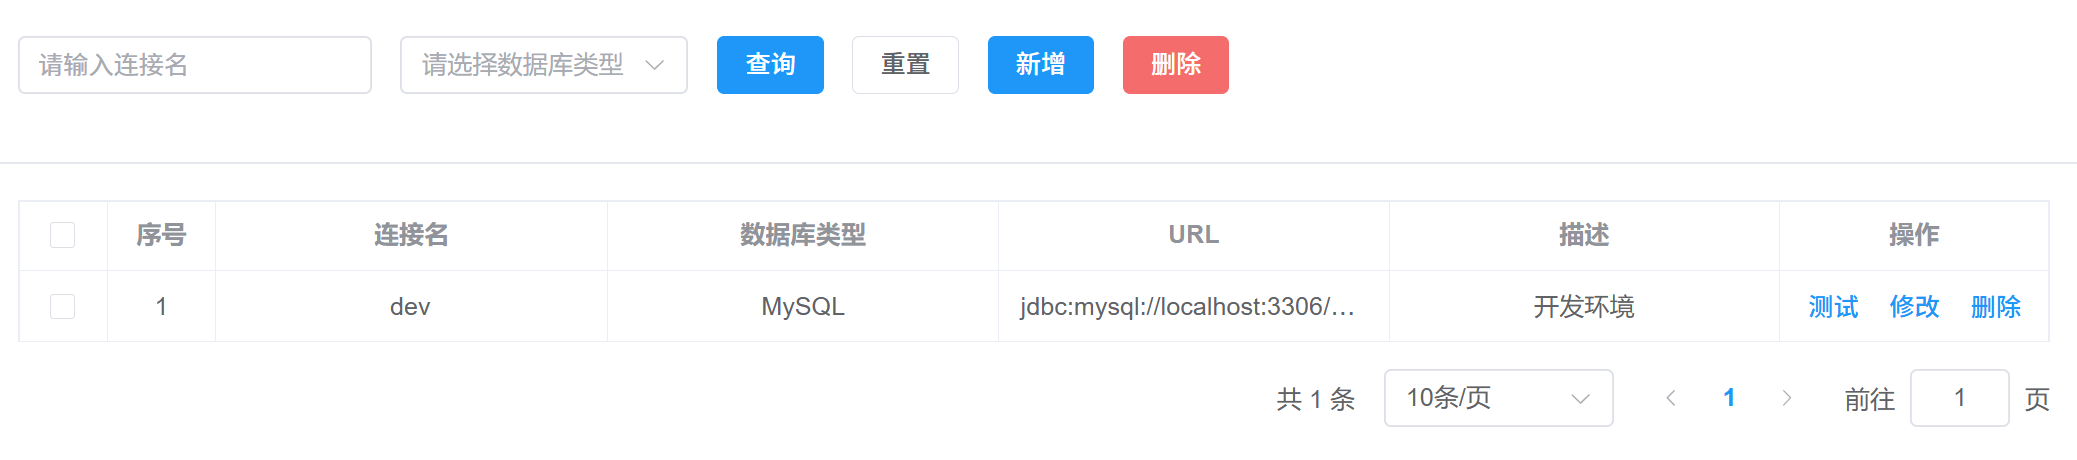 请输入连接名 请选择数据库类型 查询 重置 新增 删除
序号 连接名 数据库类型 URL 描述 操作
1 dev MySQL jdbc:mysql://localhost:3306/... 开发环境 测试 修改 删除
共 1 条 10条/页 1 前往 1 页